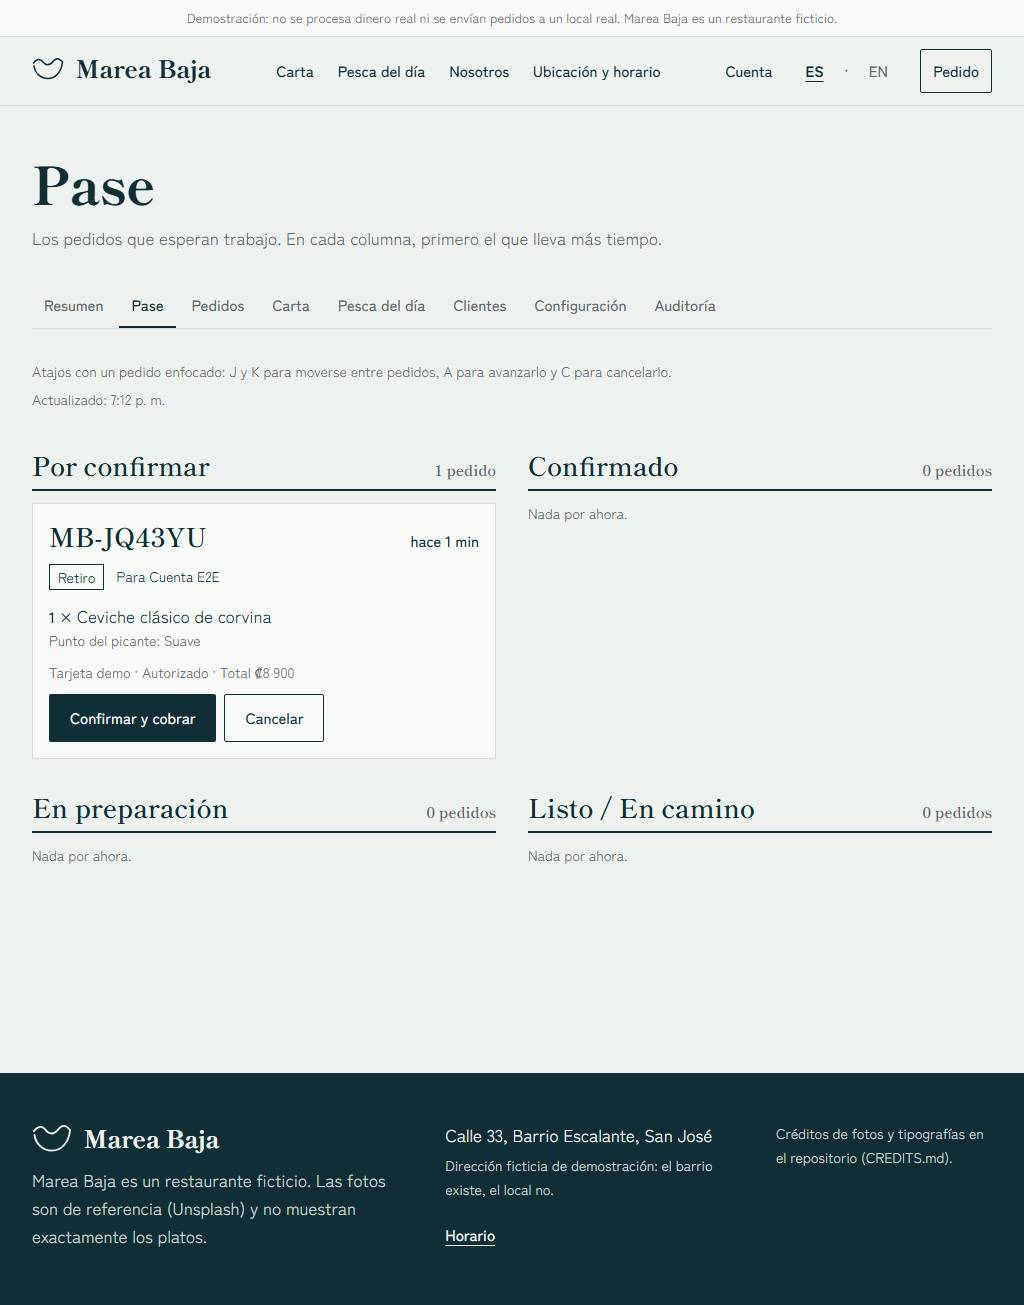 Demostración: no se procesa dinero real ni se envían pedidos a un local real. Marea Baja es un restaurante ficticio.
Marea Baja
Carta
Pesca del día
Nosotros
Ubicación y horario
Cuenta
ES
·
EN
Pedido
Pase
Los pedidos que esperan trabajo. En cada columna, primero el que lleva más tiempo.
Resumen
Pase
Pedidos
Carta
Pesca del día
Clientes
Configuración
Auditoría
Atajos con un pedido enfocado: J y K para moverse entre pedidos, A para avanzarlo y C para cancelarlo.
Actualizado: 7:12 p. m.
Por confirmar
1 pedido
MB-JQ43YU
hace 1 min
Retiro
Para Cuenta E2E
1 × Ceviche clásico de corvina
Punto del picante: Suave
Tarjeta demo · Autorizado · Total ₡8 900
Confirmar y cobrar
Cancelar
Confirmado
0 pedidos
Nada por ahora.
En preparación
0 pedidos
Nada por ahora.
Listo / En camino
0 pedidos
Nada por ahora.
Marea Baja
Marea Baja es un restaurante ficticio. Las fotos
son de referencia (Unsplash) y no muestran
exactamente los platos.
Calle 33, Barrio Escalante, San José
Dirección ficticia de demostración: el barrio
existe, el local no.
Horario
Créditos de fotos y tipografías en
el repositorio (CREDITS.md).